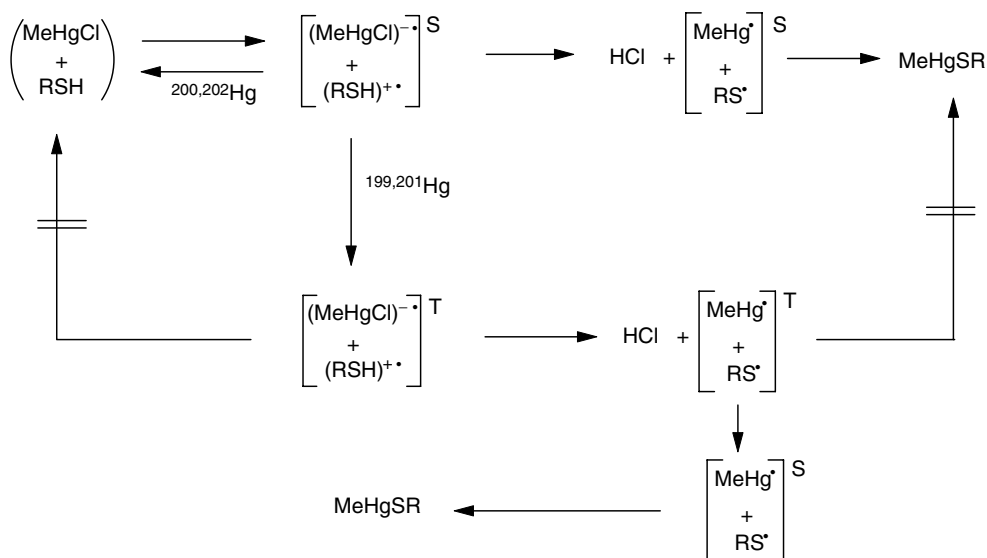 MeHgCl
+
RSH
200,202Hg
(MeHgCl)−•
+
(RSH)+•
S
HCl +
MeHg•
+
RS•
S
MeHgSR
199,201Hg
(MeHgCl)−•
+
(RSH)+•
T
HCl +
MeHg•
+
RS•
T
MeHgSR
MeHg•
+
RS•
S